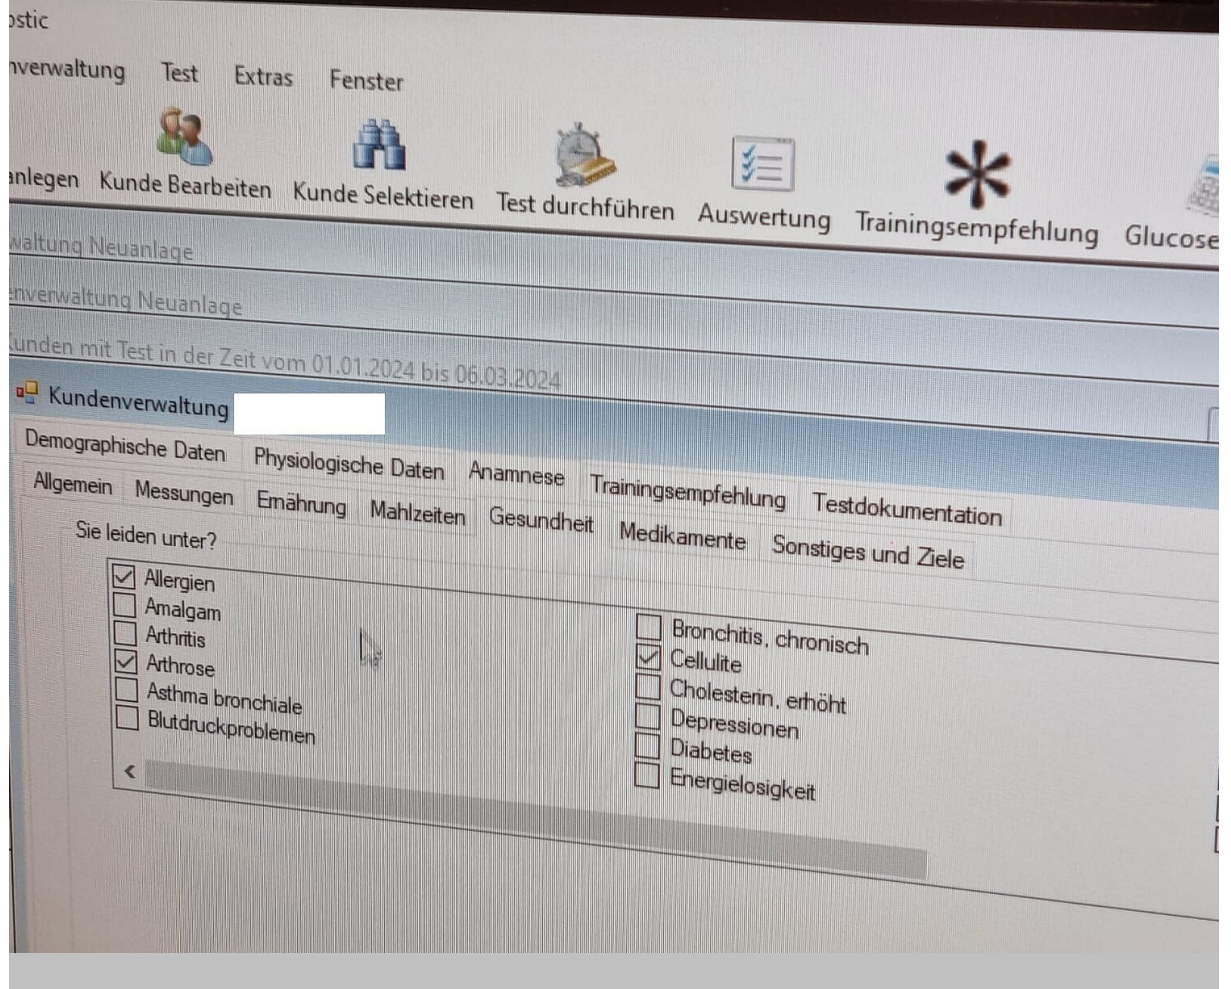 ostic
nverwaltung Test Extras Fenster
anlegen Kunde Bearbeiten Kunde Selektieren Test durchführen Auswertung Trainingsempfehlung Glucose
waltung Neuanlage
enverwaltung Neuanlage
Kunden mit Test in der Zeit vom 01.01.2024 bis 06.03.2024
Kundenverwaltung
Demographische Daten Physiologische Daten Anamnese Trainingsempfehlung Testdokumentation
Allgemein Messungen Ernährung Mahlzeiten Gesundheit Medikamente Sonstiges und Ziele
Sie leiden unter?
Allergien
Amalgam
Arthritis
Arthrose
Asthma bronchiale
Blutdruckproblemen
Bronchitis, chronisch
Cellulite
Cholesterin, erhöht
Depressionen
Diabetes
Energielosigkeit